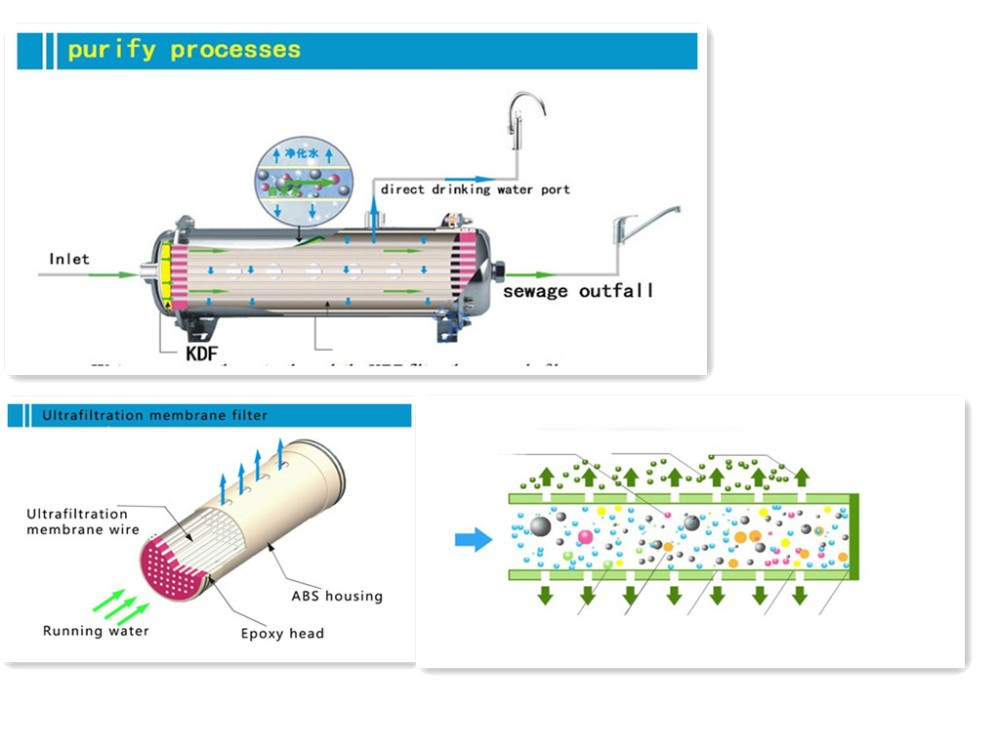 purify processes
净化水
direct drinking water port
Inlet
sewage outfall
KDF
Ultrafiltration membrane filter
Ultrafiltration
membrane wire
ABS housing
Running water
Epoxy head